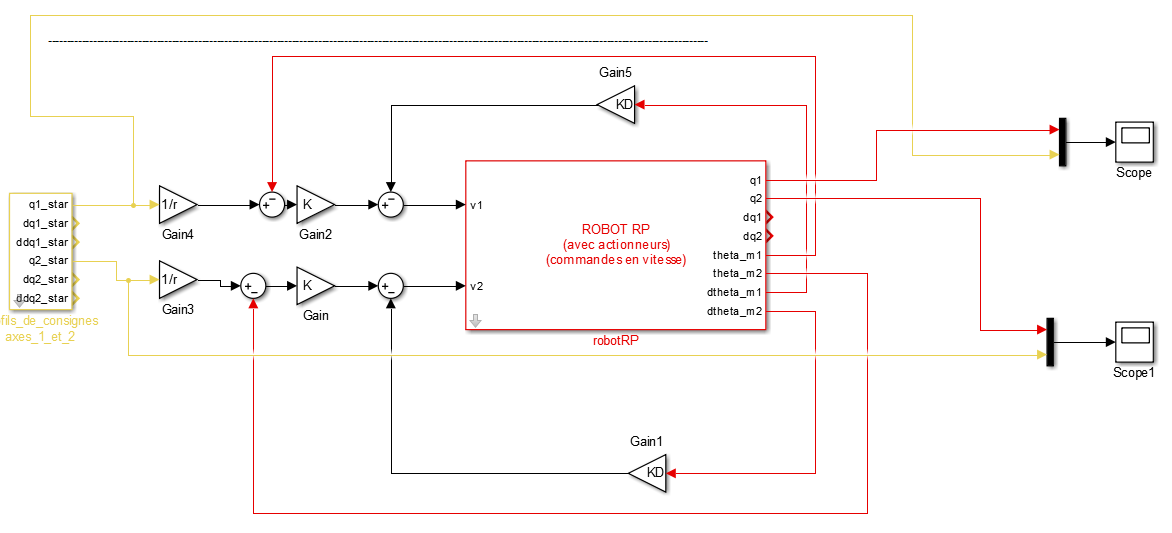 Gain5
KD
Scope
q1_star
dq1_star
ddq1_star
q2_star
dq2_star
ddq2_star
fils_de_consignes
axes_1_et_2
1/r
Gain4
K
Gain2
1/r
Gain3
K
Gain
v1
v2
ROBOT RP
(avec actionneurs)
(commandes en vitesse)
q1
q2
dq1
dq2
theta_m1
theta_m2
dtheta_m1
dtheta_m2
robotRP
Scope1
Gain1
KD